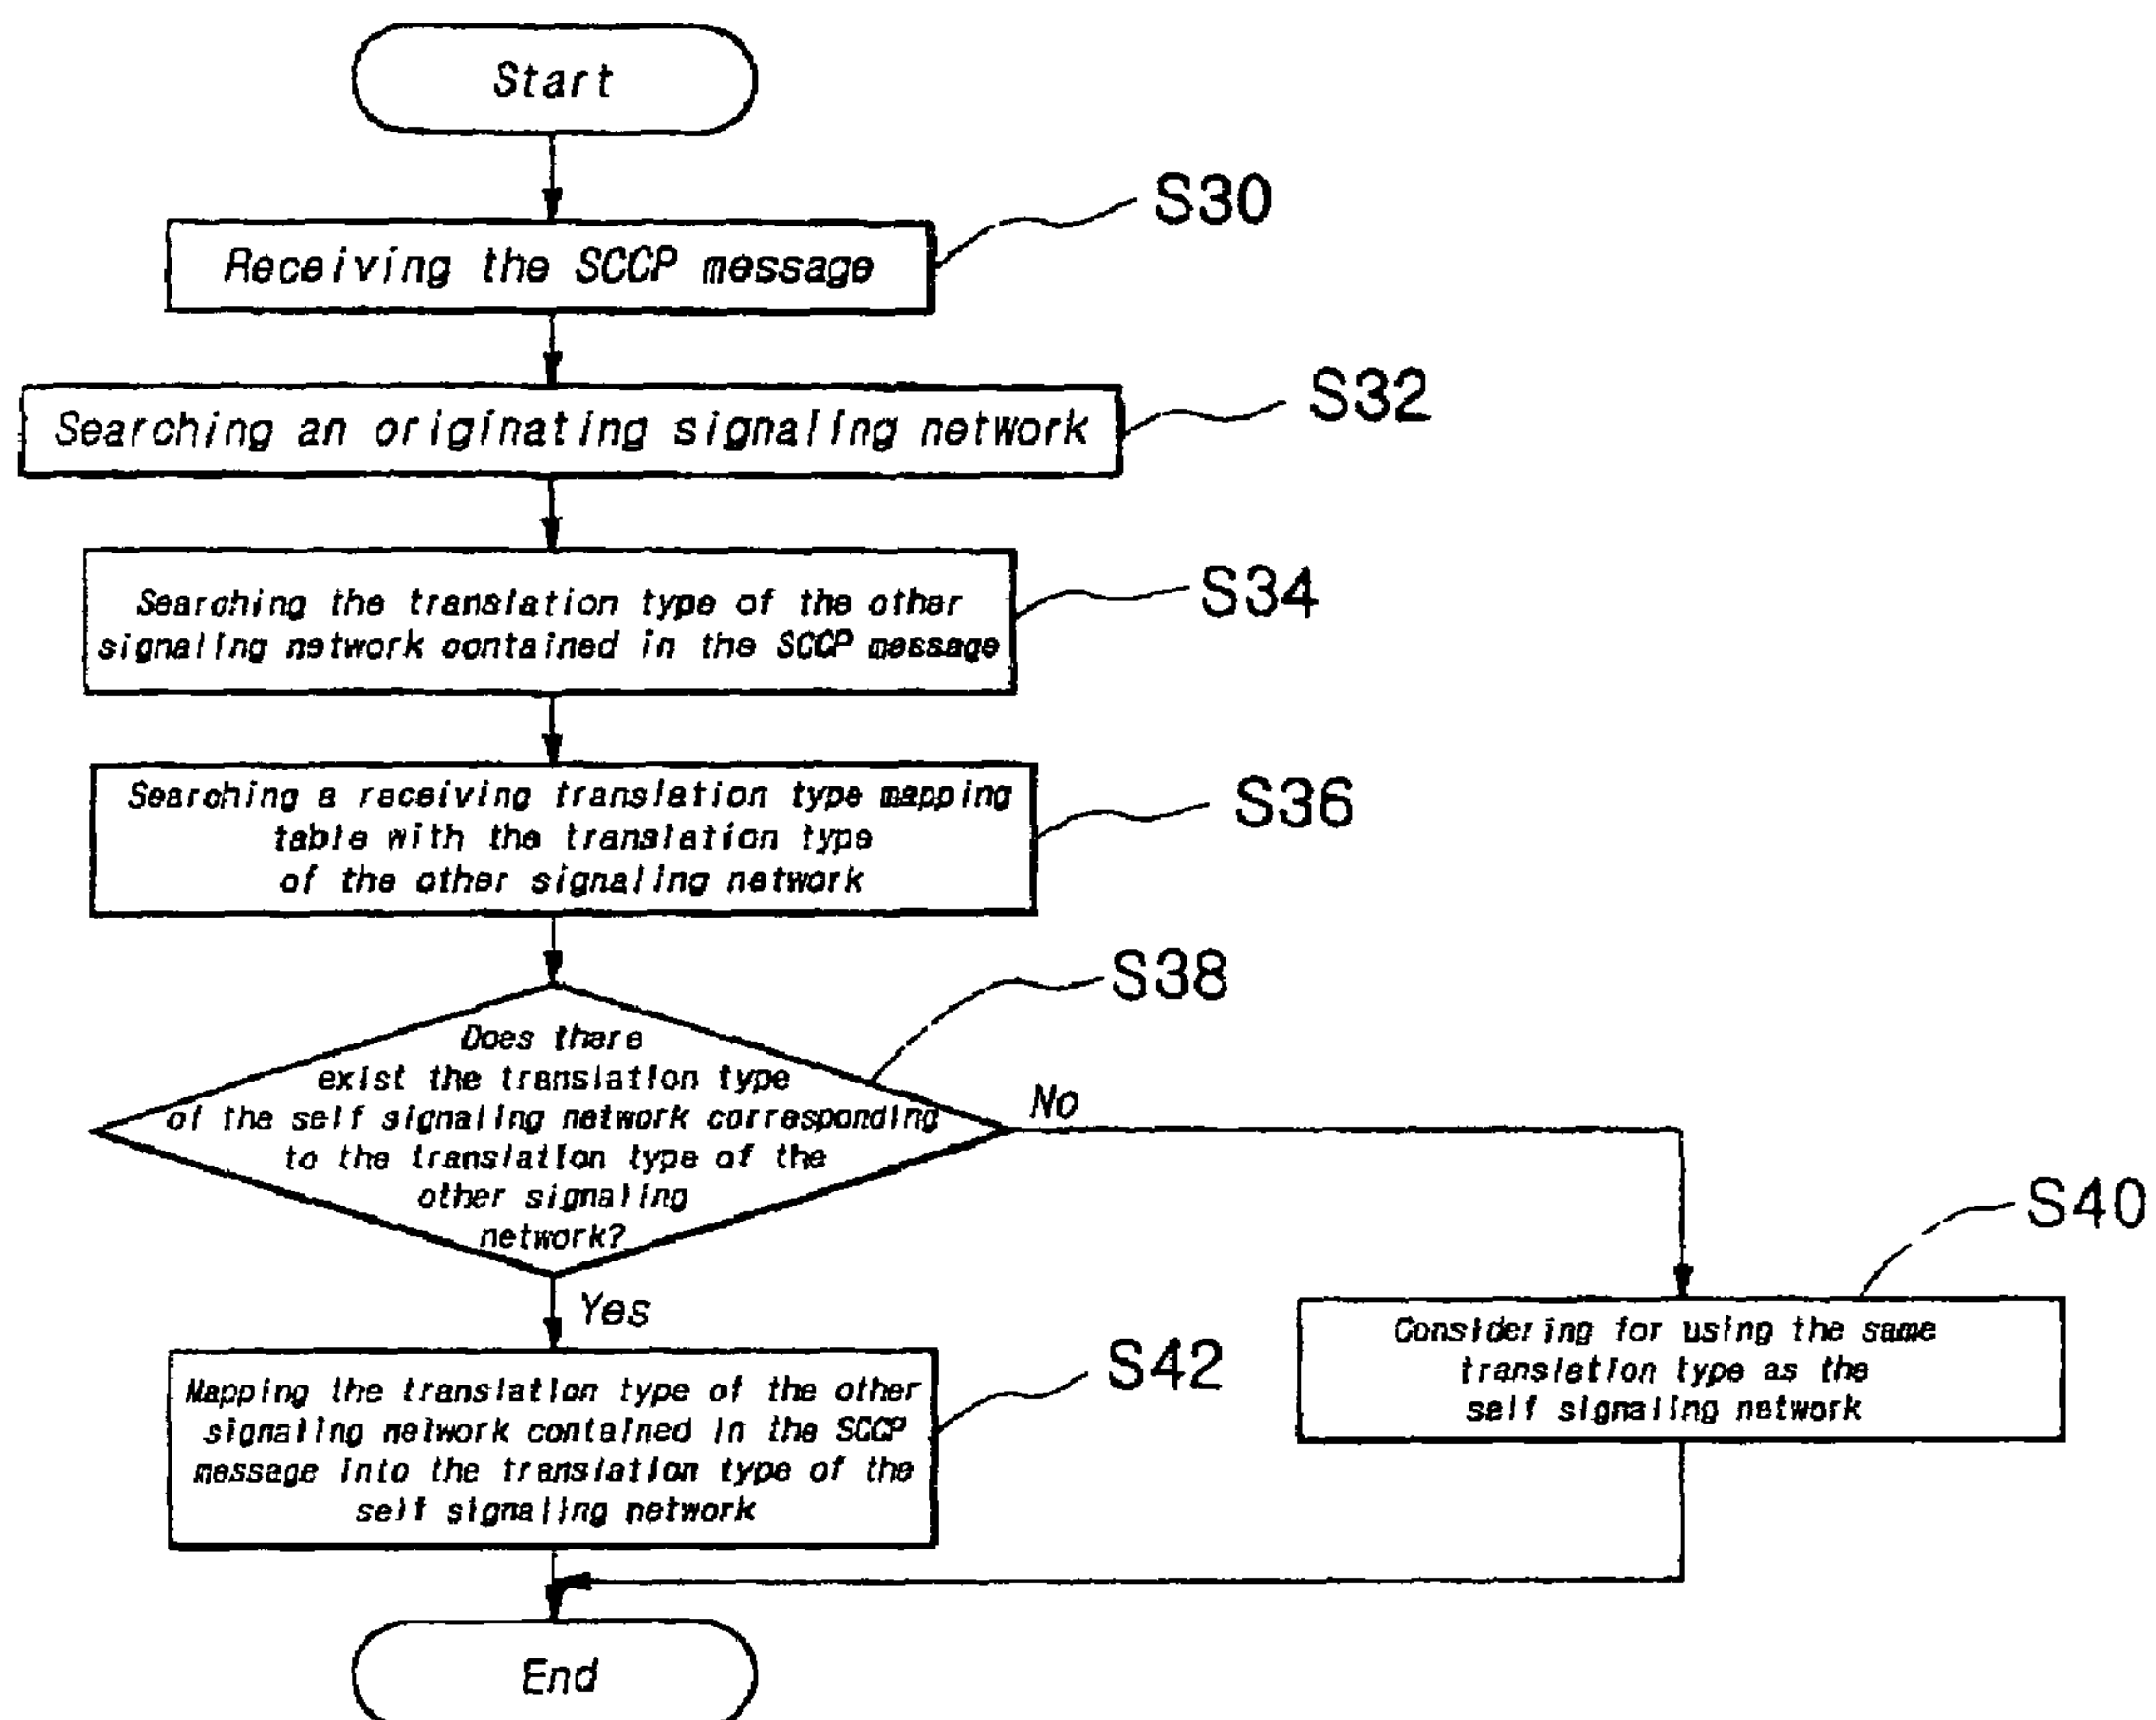 Start
Receiving the SCCP message
S30
Searching an originating signaling network
S32
Searching the translation type of the other
signaling network contained in the SCCP message
S34
Searching a receiving translation type mapping
table with the translation type
of the other signaling network
S36
Does there
exist the translation type
of the self signaling network corresponding
to the translation type of the
other signaling
network?
S38
No
Yes
Considering for using the same
translation type as the
self signaling network
S40
Mapping the translation type of the other
signaling network contained in the SCCP
message into the translation type of the
self signaling network
S42
End